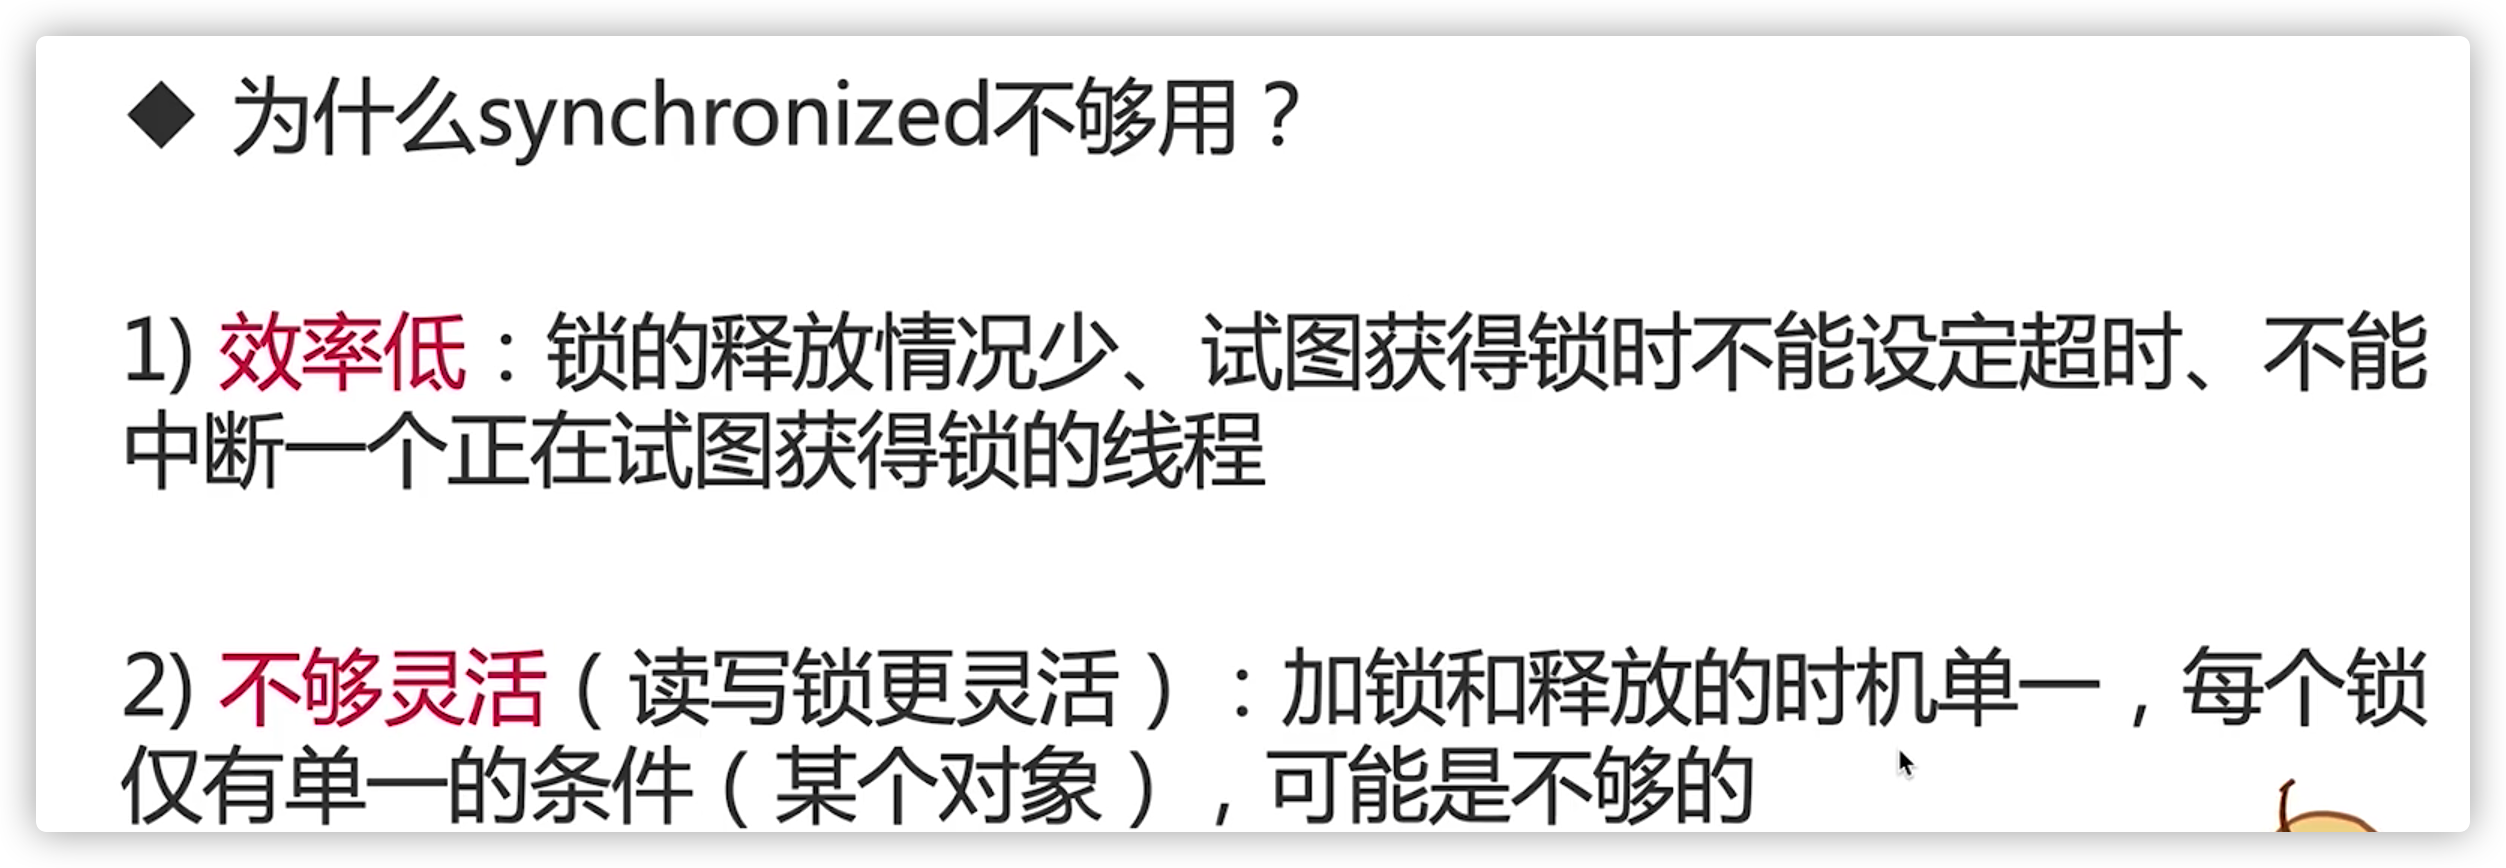 ◆ 为什么synchronized不够用？
1) 效率低：锁的释放情况少、试图获得锁时不能设定超时、不能
中断一个正在试图获得锁的线程
2) 不够灵活（读写锁更灵活）：加锁和释放的时机单一，每个锁
仅有单一的条件（某个对象），可能是不够的